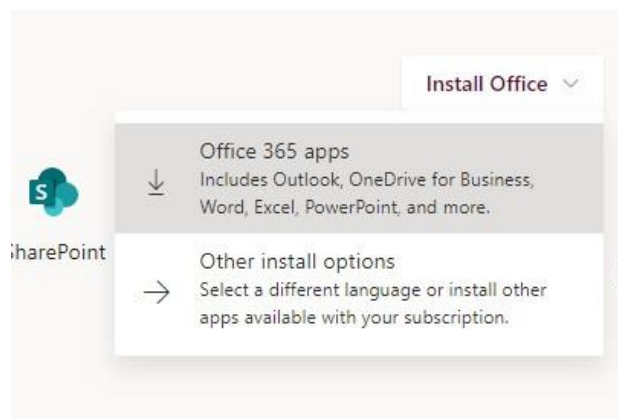 Install Office
Office 365 apps
Includes Outlook, OneDrive for Business,
Word, Excel, PowerPoint, and more.
S
harePoint
Other install options
Select a different language or install other
apps available with your subscription.